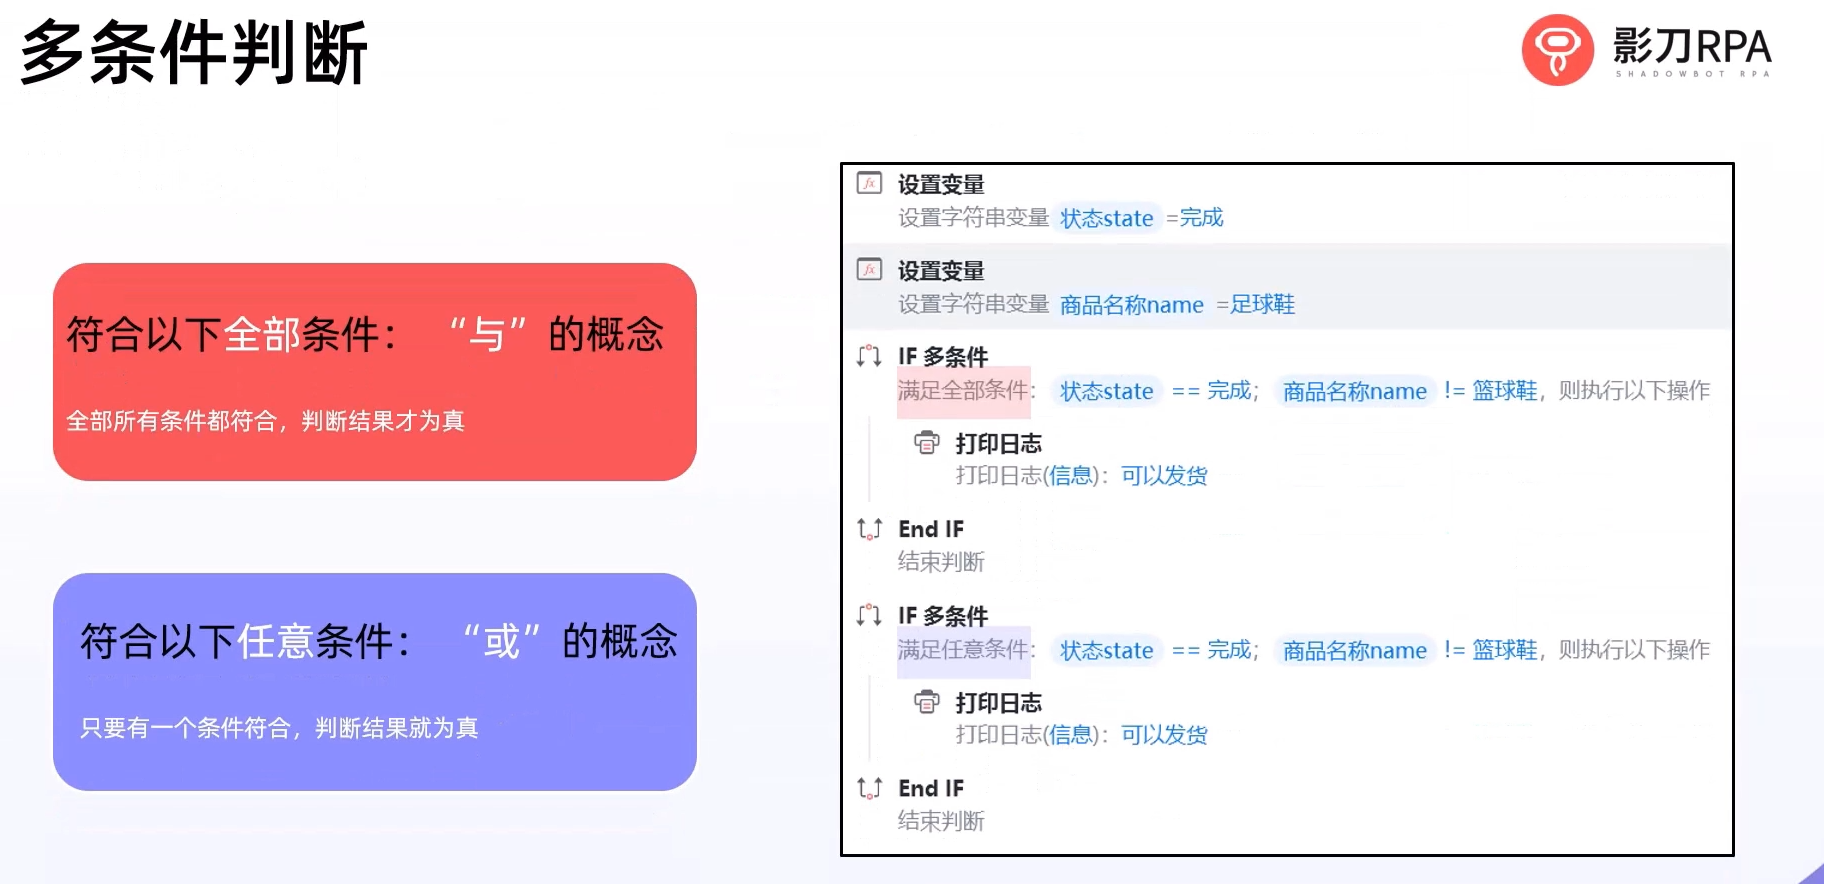 多条件判断
影刀RPA
SHADOWBOT RPA
符合以下全部条件： “与” 的概念
全部所有条件都符合，判断结果才为真
符合以下任意条件： “或” 的概念
只要有一个条件符合，判断结果就为真
fx 设置变量
设置字符串变量 状态state =完成
fx 设置变量
设置字符串变量 商品名称name =足球鞋
IF 多条件
满足全部条件： 状态state == 完成； 商品名称name != 篮球鞋，则执行以下操作
打印日志
打印日志(信息)： 可以发货
End IF
结束判断
IF 多条件
满足任意条件： 状态state == 完成； 商品名称name != 篮球鞋，则执行以下操作
打印日志
打印日志(信息)： 可以发货
End IF
结束判断